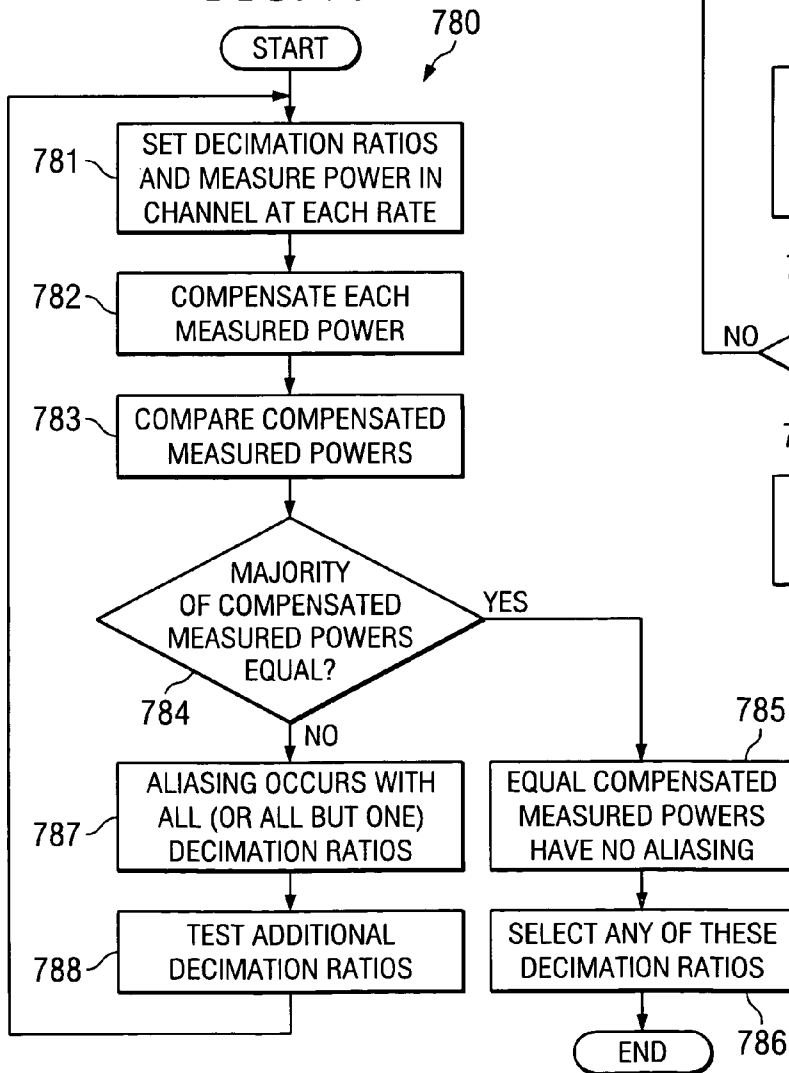 780
START
781
SET DECIMATION RATIOS
AND MEASURE POWER IN
CHANNEL AT EACH RATE
782
COMPENSATE EACH
MEASURED POWER
NO
783
COMPARE COMPENSATED
MEASURED POWERS
MAJORITY
OF COMPENSATED
MEASURED POWERS
EQUAL?
YES
784
NO
785
787
ALIASING OCCURS WITH
ALL (OR ALL BUT ONE)
DECIMATION RATIOS
EQUAL COMPENSATED
MEASURED POWERS
HAVE NO ALIASING
788
TEST ADDITIONAL
DECIMATION RATIOS
SELECT ANY OF THESE
DECIMATION RATIOS
END
786